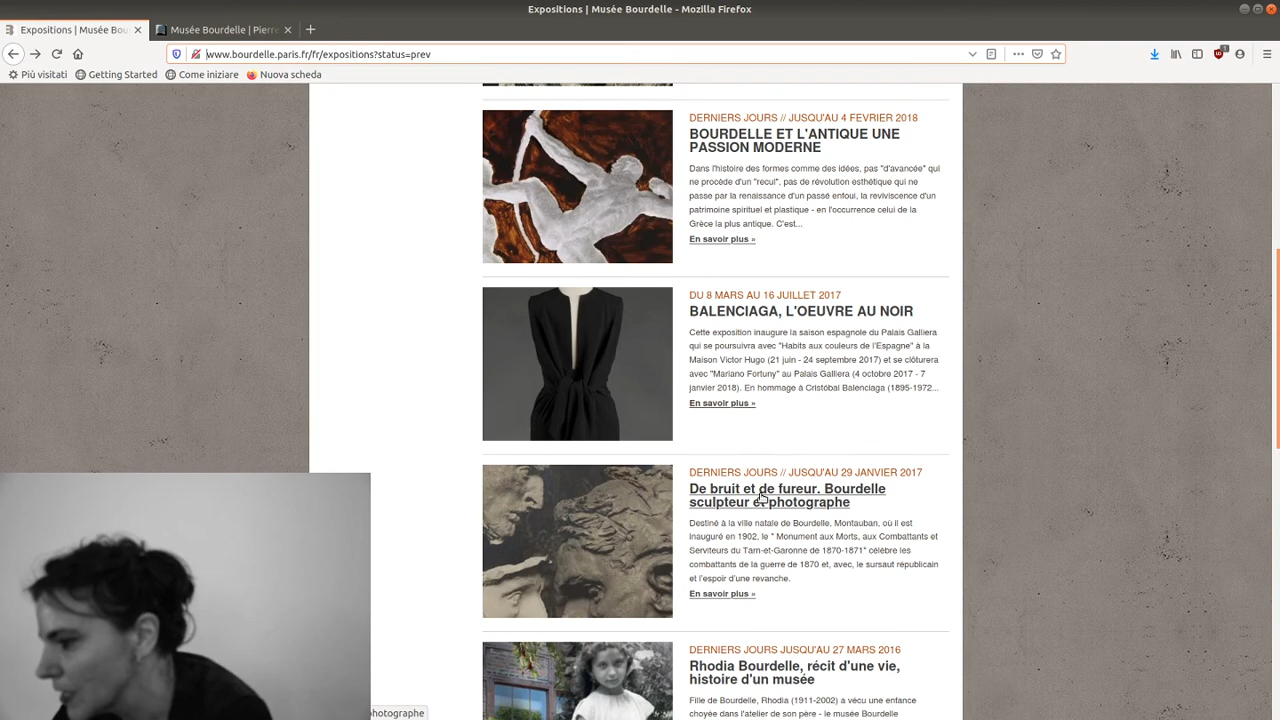 Expositions | Musée Bourdelle - Mozilla Firefox
Expositions | Musée Bour
Musée Bourdelle | Pierre
www.bourdelle.paris.fr/fr/expositions?status=prev
Più visitati
Getting Started
Come iniziare
Nuova scheda
DERNIERS JOURS // JUSQU'AU 4 FEVRIER 2018
BOURDELLE ET L'ANTIQUE UNE
PASSION MODERNE
Dans l'histoire des formes comme des idées, pas "d'avancée" qui
ne procède d'un "recul", pas de révolution esthétique qui ne
passe par la renaissance d'un passé enfoui, la reviviscence d'un
patrimoine spirituel et plastique - en l'occurrence celui de la
Grèce la plus antique. C'est...
En savoir plus »
DU 8 MARS AU 16 JUILLET 2017
BALENCIAGA, L'OEUVRE AU NOIR
Cette exposition inaugure la saison espagnole du Palais Galliera
qui se poursuivra avec "Habits aux couleurs de l'Espagne" à la
Maison Victor Hugo (21 juin - 24 septembre 2017) et se clôturera
avec "Mariano Fortuny" au Palais Galliera (4 octobre 2017 - 7
janvier 2018). En hommage à Cristóbal Balenciaga (1895-1972...
En savoir plus »
DERNIERS JOURS // JUSQU'AU 29 JANVIER 2017
De bruit et de fureur. Bourdelle
sculpteur et photographe
Destiné à la ville natale de Bourdelle, Montauban, où il est
inauguré en 1902, le " Monument aux Morts, aux Combattants et
Serviteurs du Tarn-et-Garonne de 1870-1871" célèbre les
combattants de la guerre de 1870 et, avec, le sursaut républicain
et l'espoir d'une revanche.
En savoir plus »
DERNIERS JOURS JUSQU'AU 27 MARS 2016
Rhodia Bourdelle, récit d'une vie,
histoire d'un musée
Fille de Bourdelle, Rhodia (1911-2002) a vécu une enfance
choyée dans l'atelier de son père - le musée Bourdelle
photographe